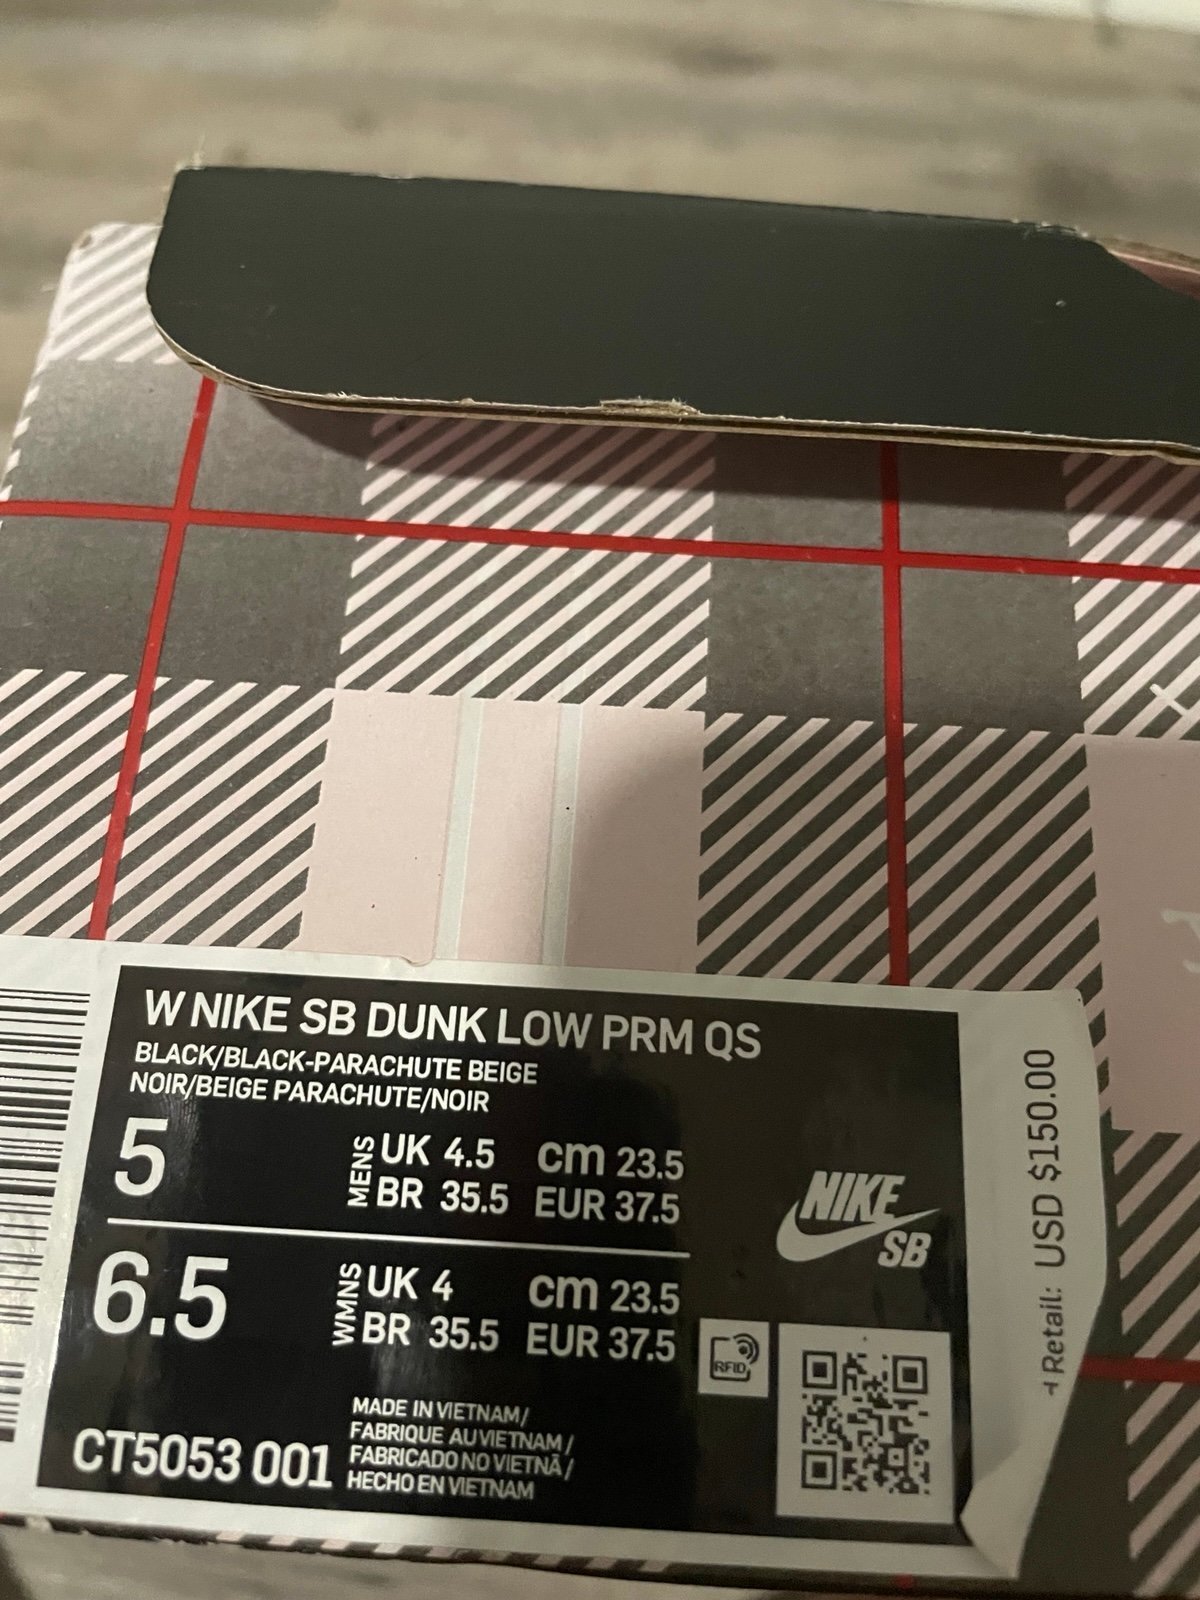 W NIKE SB DUNK LOW PRM QS
BLACK/BLACK-PARACHUTE BEIGE
NOIR/BEIGE PARACHUTE/NOIR
5
MENS
UK 4.5 cm 23.5
BR 35.5 EUR 37.5
6.5
WMNS
UK 4 cm 23.5
BR 35.5 EUR 37.5
NIKE
SB
RFID
CT5053 001
MADE IN VIETNAM/
FABRIQUE AU VIETNAM/
FABRICADO NO VIETNÃ/
HECHO EN VIETNAM
Retail: USD $150.00